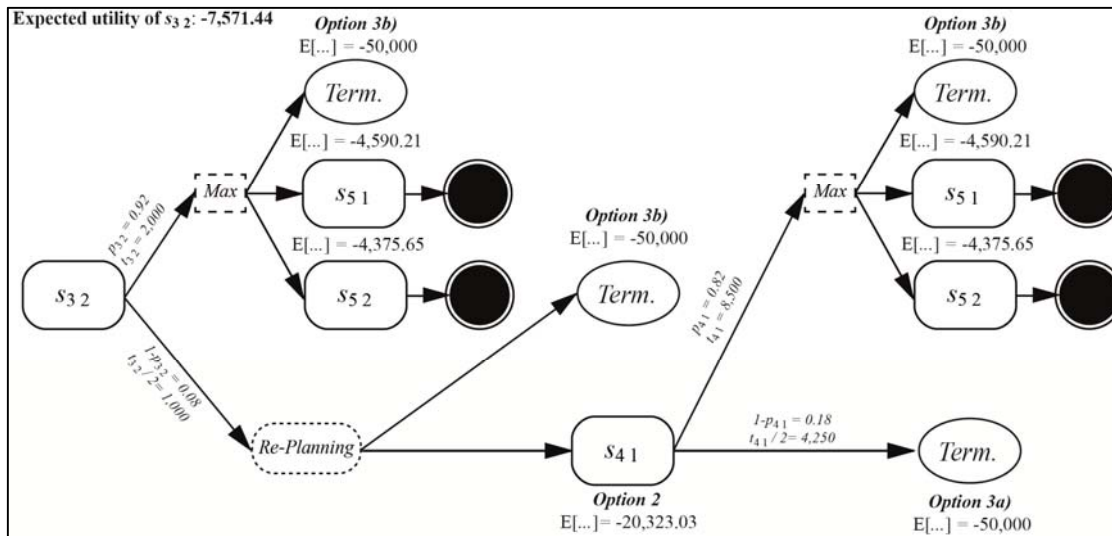 Expected utility of s3 2: -7,571.44
Option 3b)
E[...] = -50,000
Term.
E[...] = -4,590.21
Max
s5 1
E[...] = -4,375.65
s5 2
p3 2 = 0.92
t3 2 = 2,000
s3 2
1-p3 2 = 0.08
t3 2 / 2= 1,000
Re-Planning
Option 3b)
E[...] = -50,000
Term.
s4 1
Option 2
E[...]= -20,323.03
p4 1 = 0.82
t4 1 = 8,500
Option 3b)
E[...] = -50,000
Term.
E[...] = -4,590.21
Max
s5 1
E[...] = -4,375.65
s5 2
1-p4 1 = 0.18
t4 1 / 2= 4,250
Term.
Option 3a)
E[...] = -50,000